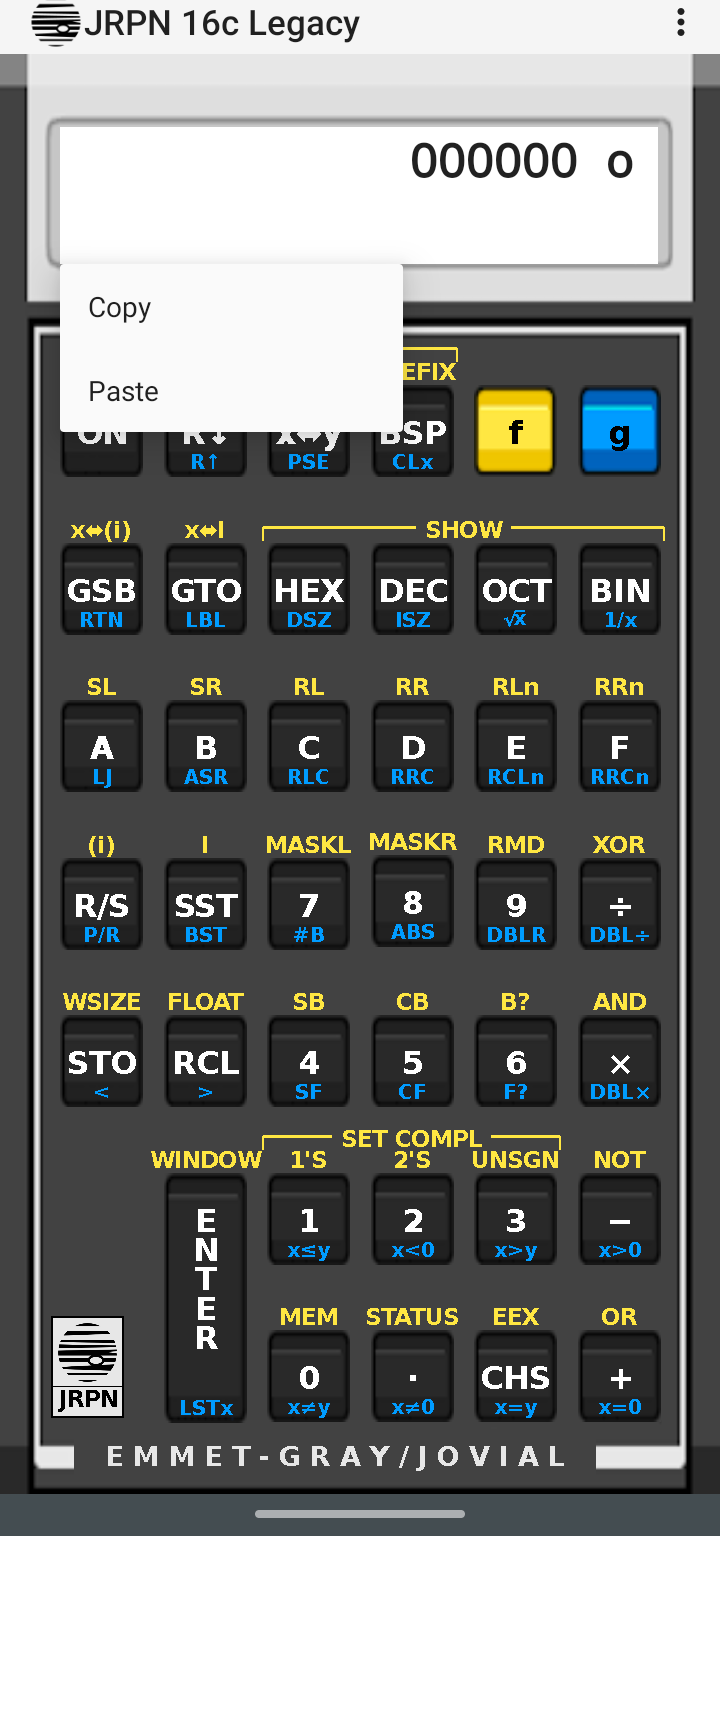 JRPN 16c Legacy
000000 o
Copy
Paste
EFIX
ON R↓ x⬌y BSP f g
R↑ PSE CLx
x⬌(i) x⬌I SHOW
GSB GTO HEX DEC OCT BIN
RTN LBL DSZ ISZ √x̅ 1/x
SL SR RL RR RLn RRn
A B C D E F
LJ ASR RLC RRC RCLn RRCn
(i) I MASKL MASKR RMD XOR
R/S SST 7 8 9 ÷
P/R BST #B ABS DBLR DBL÷
WSIZE FLOAT SB CB B? AND
STO RCL 4 5 6 ×
< > SF CF F? DBL×
SET COMPL
WINDOW 1'S 2'S UNSGN NOT
ENTER 1 2 3 −
x≤y x<0 x>y x>0
MEM STATUS EEX OR
0 · CHS +
JRPN
LSTx x≠y x≠0 x=y x=0
EMMET-GRAY/JOVIAL